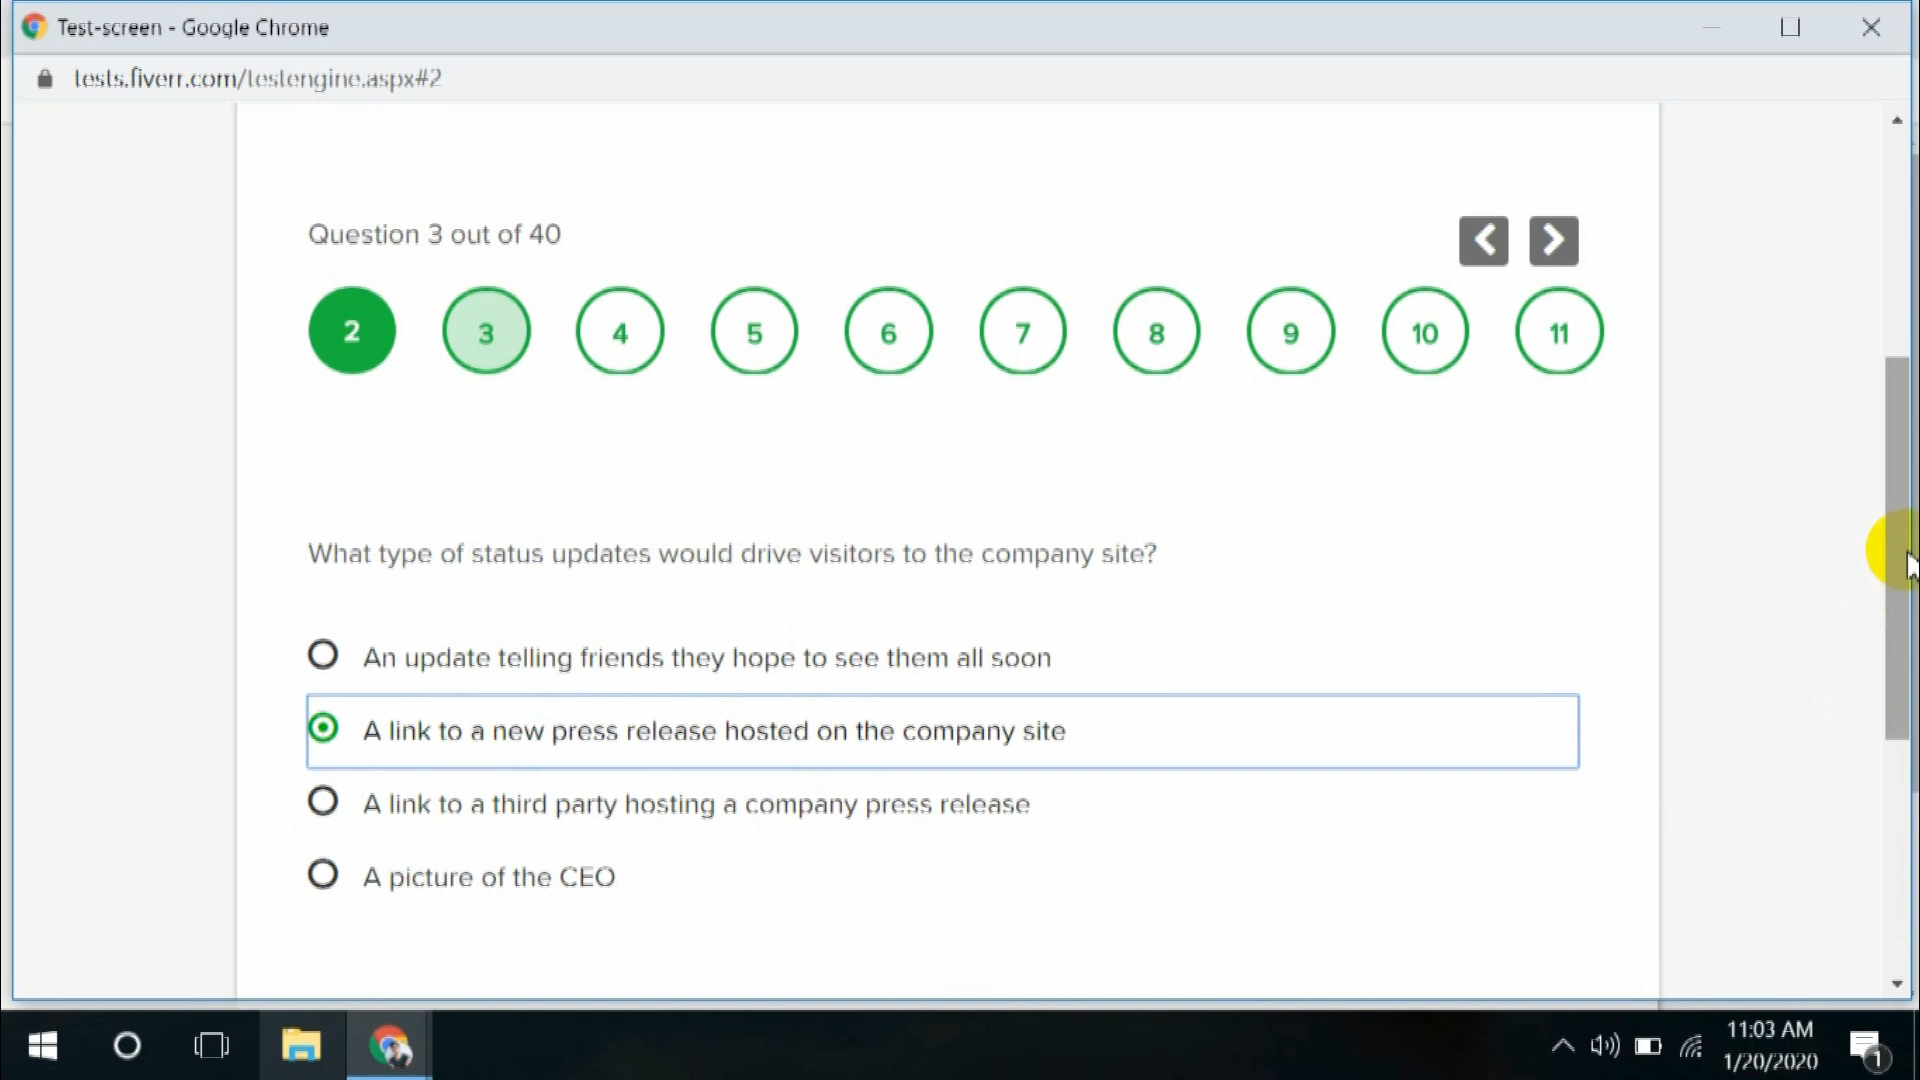 Test-screen - Google Chrome
tests.fiverr.com/testengine.aspx#2
Question 3 out of 40
2 3 4 5 6 7 8 9 10 11
What type of status updates would drive visitors to the company site?
An update telling friends they hope to see them all soon
A link to a new press release hosted on the company site
A link to a third party hosting a company press release
A picture of the CEO
11:03 AM
1/20/2020
1